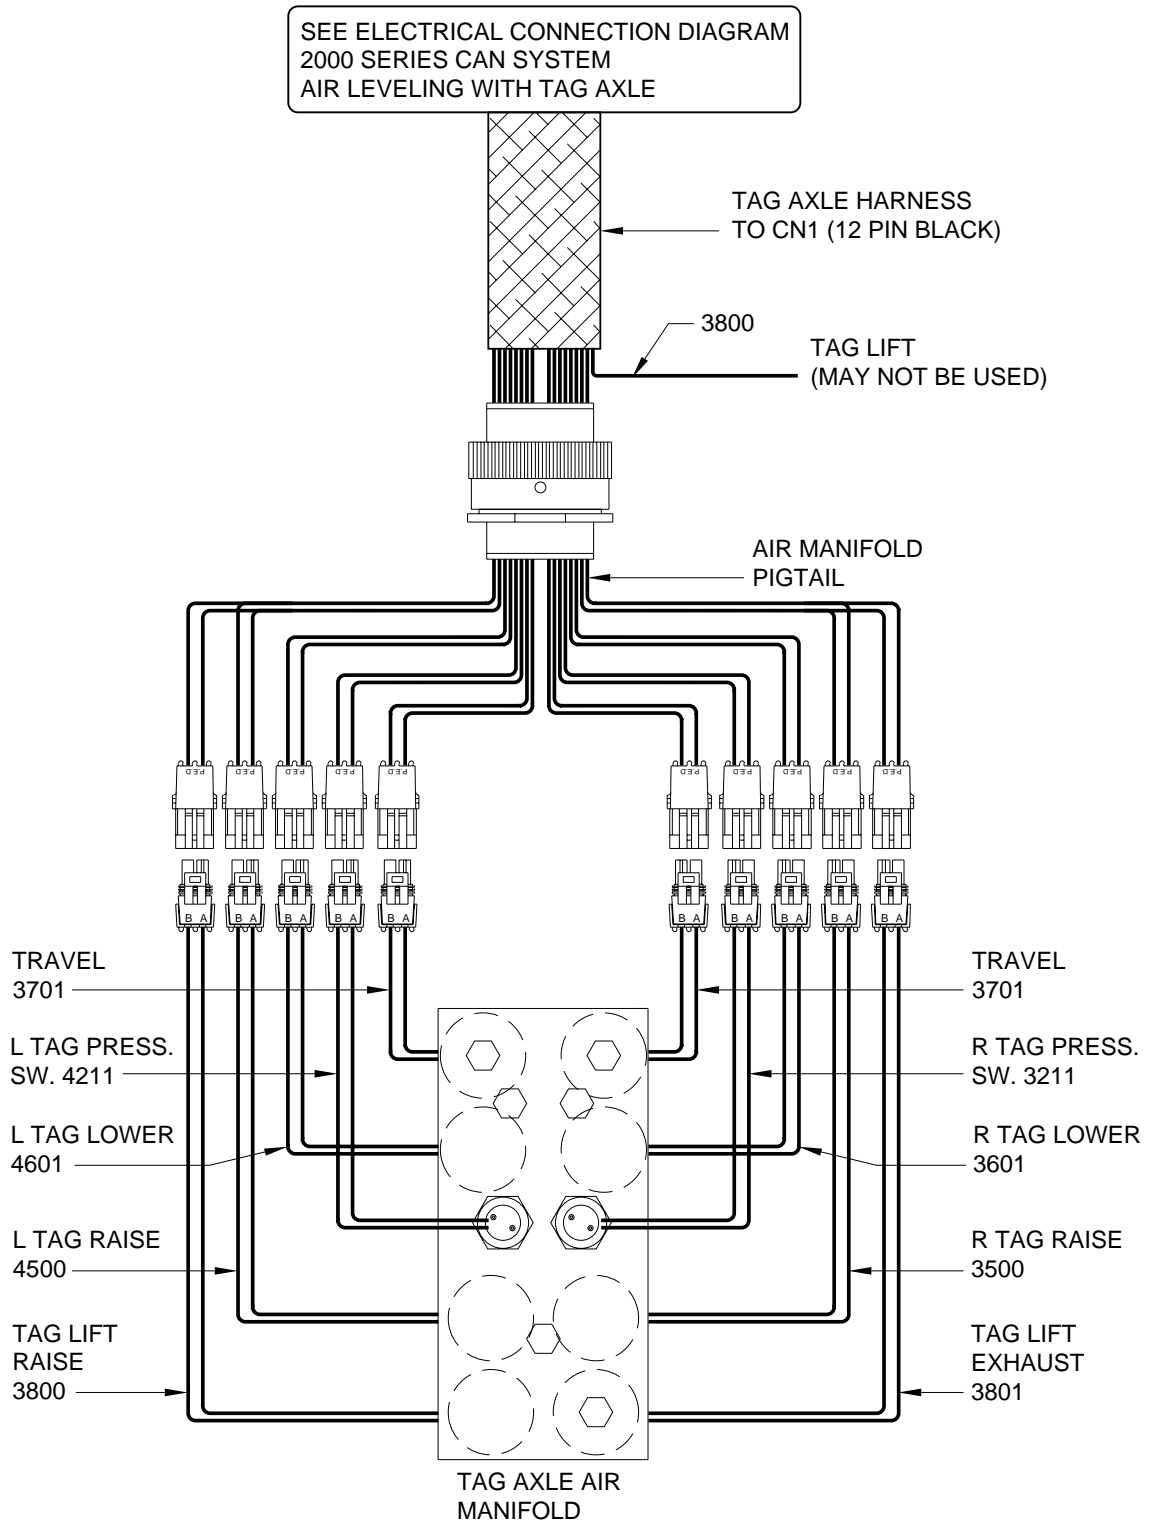 SEE ELECTRICAL CONNECTION DIAGRAM
2000 SERIES CAN SYSTEM
AIR LEVELING WITH TAG AXLE
TAG AXLE HARNESS
TO CN1 (12 PIN BLACK)
3800
TAG LIFT
(MAY NOT BE USED)
AIR MANIFOLD
PIGTAIL
P.E.D P.E.D P.E.D P.E.D P.E.D P.E.D P.E.D P.E.D P.E.D P.E.D
B A B A B A B A B A B A B A B A B A B A
TRAVEL
3701
L TAG PRESS.
SW. 4211
L TAG LOWER
4601
L TAG RAISE
4500
TAG LIFT
RAISE
3800
TRAVEL
3701
R TAG PRESS.
SW. 3211
R TAG LOWER
3601
R TAG RAISE
3500
TAG LIFT
EXHAUST
3801
TAG AXLE AIR
MANIFOLD